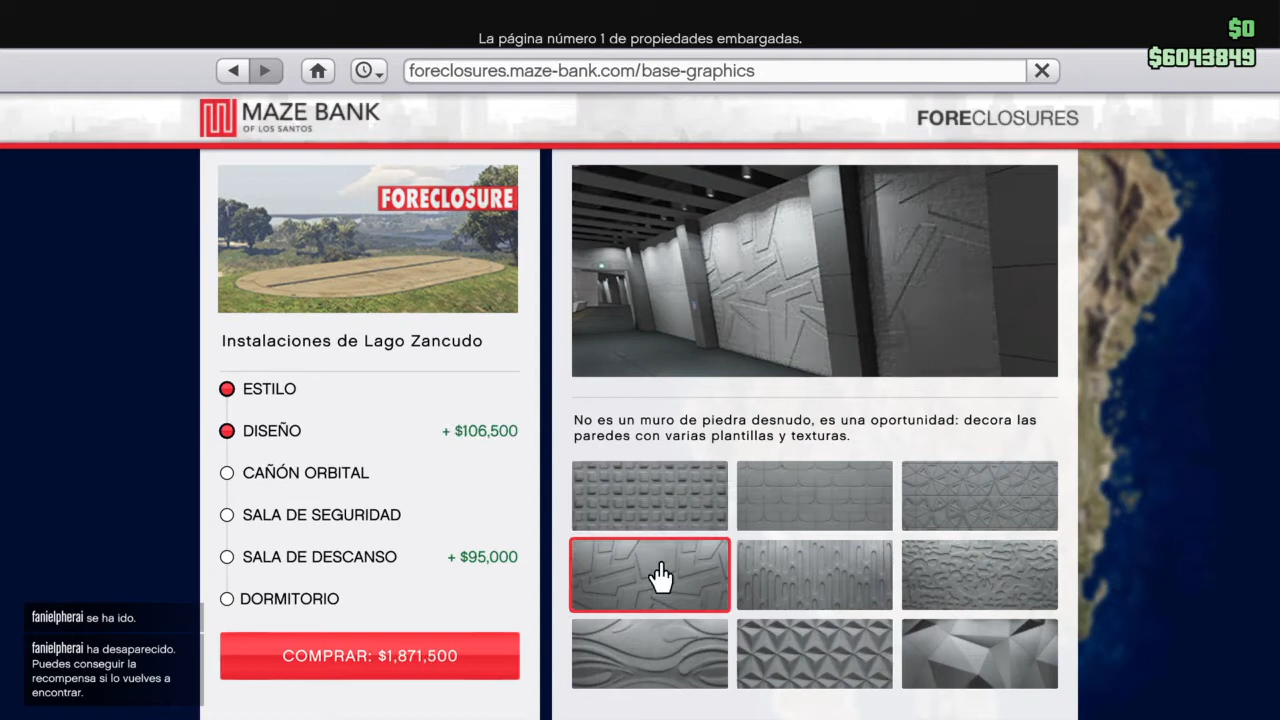 La página número 1 de propiedades embargadas.
$0
$6043849
foreclosures.maze-bank.com/base-graphics
MAZE BANK
OF LOS SANTOS
FORECLOSURES
FORECLOSURE
Instalaciones de Lago Zancudo
ESTILO
DISEÑO + $106,500
CAÑÓN ORBITAL
SALA DE SEGURIDAD
SALA DE DESCANSO + $95,000
DORMITORIO
COMPRAR: $1,871,500
No es un muro de piedra desnudo, es una oportunidad: decora las
paredes con varias plantillas y texturas.
fanielpherai se ha ido.
fanielpherai ha desaparecido.
Puedes conseguir la
recompensa si lo vuelves a
encontrar.